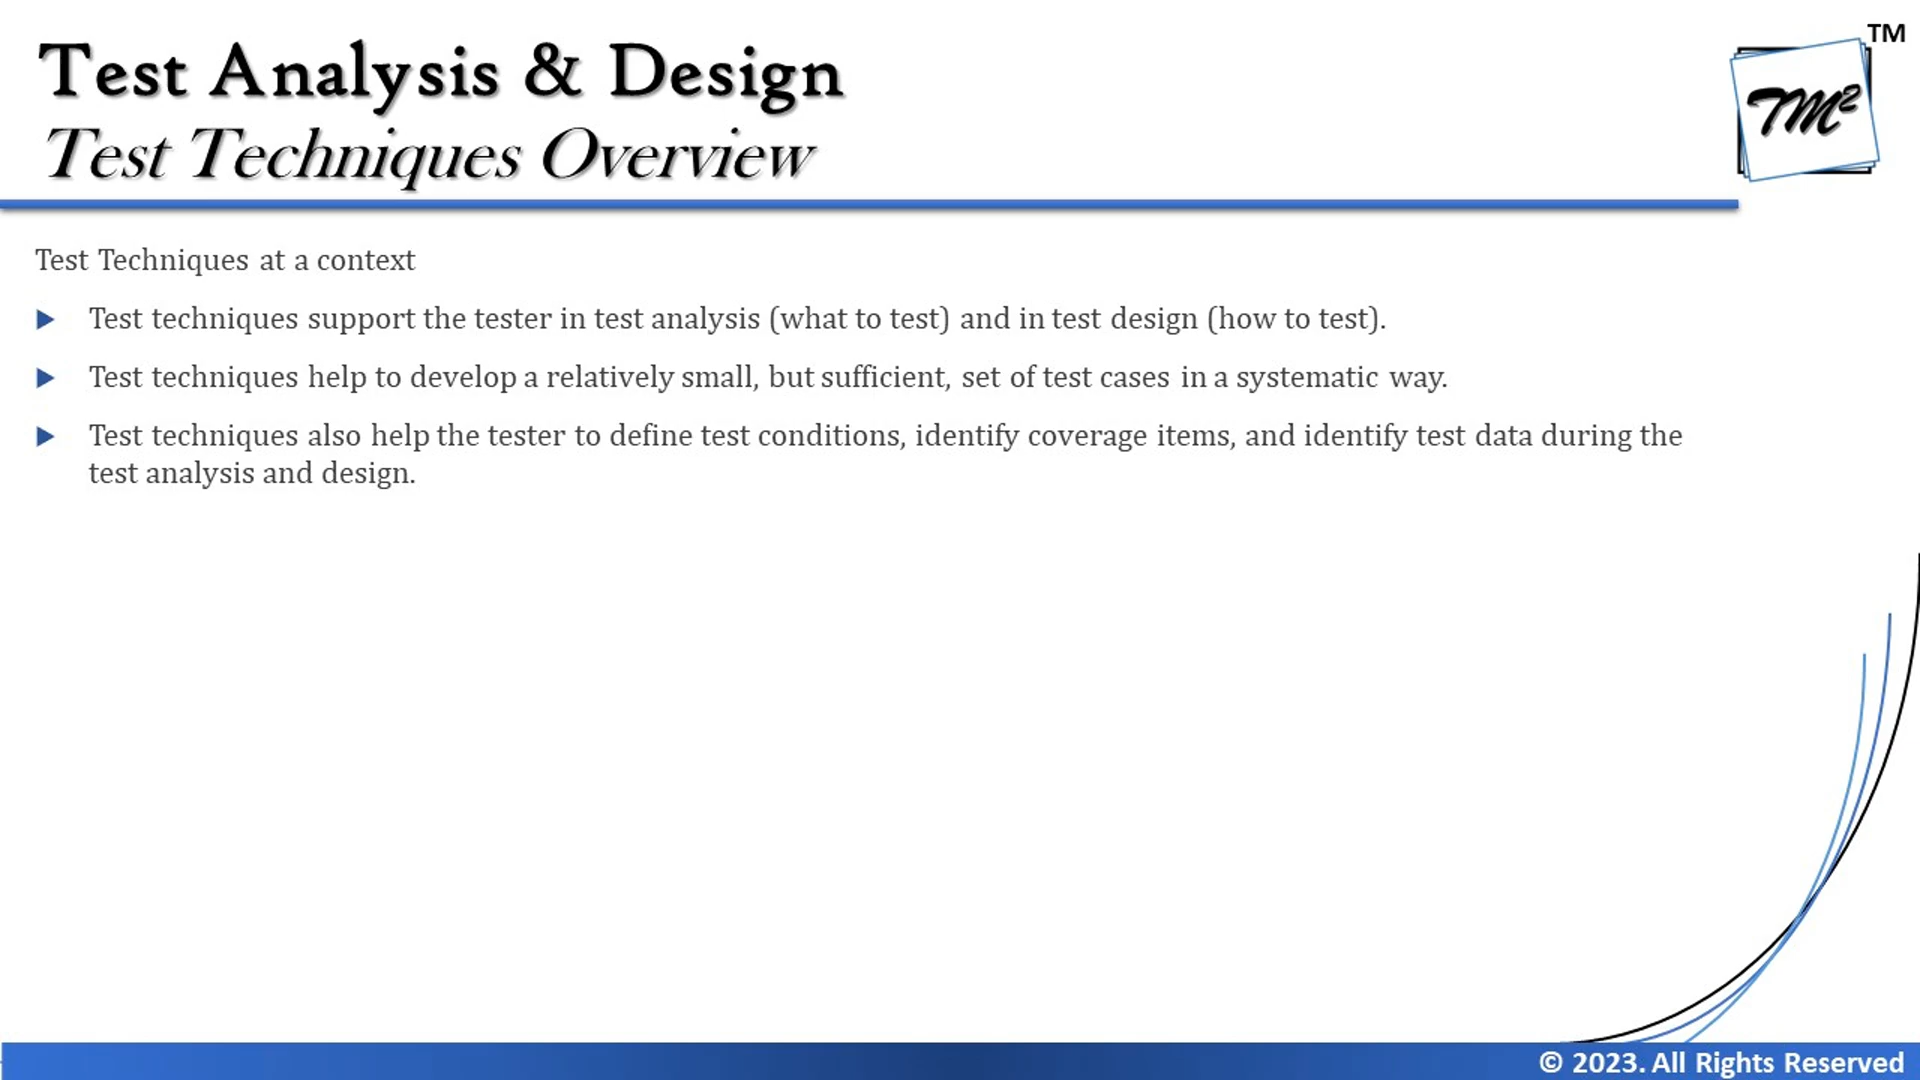 Test Analysis & Design
Test Techniques Overview
TM
TM²
Test Techniques at a context
Test techniques support the tester in test analysis (what to test) and in test design (how to test).
Test techniques help to develop a relatively small, but sufficient, set of test cases in a systematic way.
Test techniques also help the tester to define test conditions, identify coverage items, and identify test data during the
test analysis and design.
© 2023. All Rights Reserved